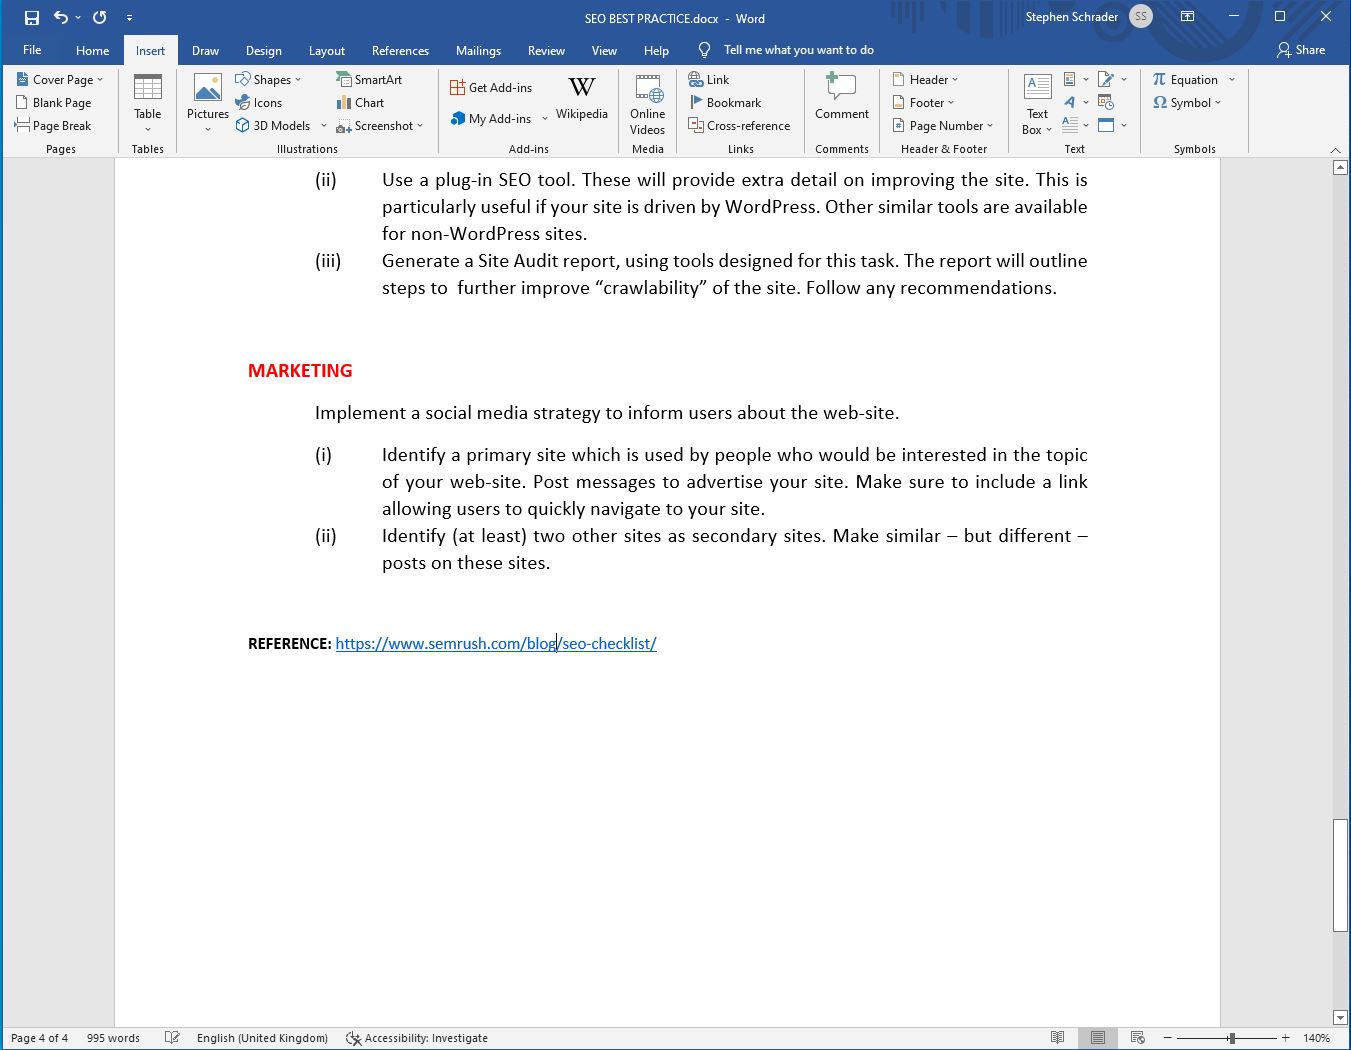 SEO BEST PRACTICE.docx - Word
Stephen Schrader SS
File Home Insert Draw Design Layout References Mailings Review View Help Tell me what you want to do Share
Cover Page
Blank Page
Page Break
Pages
Table
Tables
Pictures
Shapes
Icons
3D Models
SmartArt
Chart
Screenshot
Illustrations
Get Add-ins
My Add-ins
W
Wikipedia
Add-ins
Online
Videos
Media
Link
Bookmark
Cross-reference
Links
Comment
Comments
Header
Footer
Page Number
Header & Footer
Text
Box
Text
Equation
Symbol
Symbols
(ii) Use a plug-in SEO tool. These will provide extra detail on improving the site. This is
particularly useful if your site is driven by WordPress. Other similar tools are available
for non-WordPress sites.
(iii) Generate a Site Audit report, using tools designed for this task. The report will outline
steps to  further improve “crawlability” of the site. Follow any recommendations.
MARKETING
Implement a social media strategy to inform users about the web-site.
(i) Identify a primary site which is used by people who would be interested in the topic
of your web-site. Post messages to advertise your site. Make sure to include a link
allowing users to quickly navigate to your site.
(ii) Identify (at least) two other sites as secondary sites. Make similar – but different –
posts on these sites.
REFERENCE: https://www.semrush.com/blog/seo-checklist/
Page 4 of 4 995 words English (United Kingdom) Accessibility: Investigate 140%